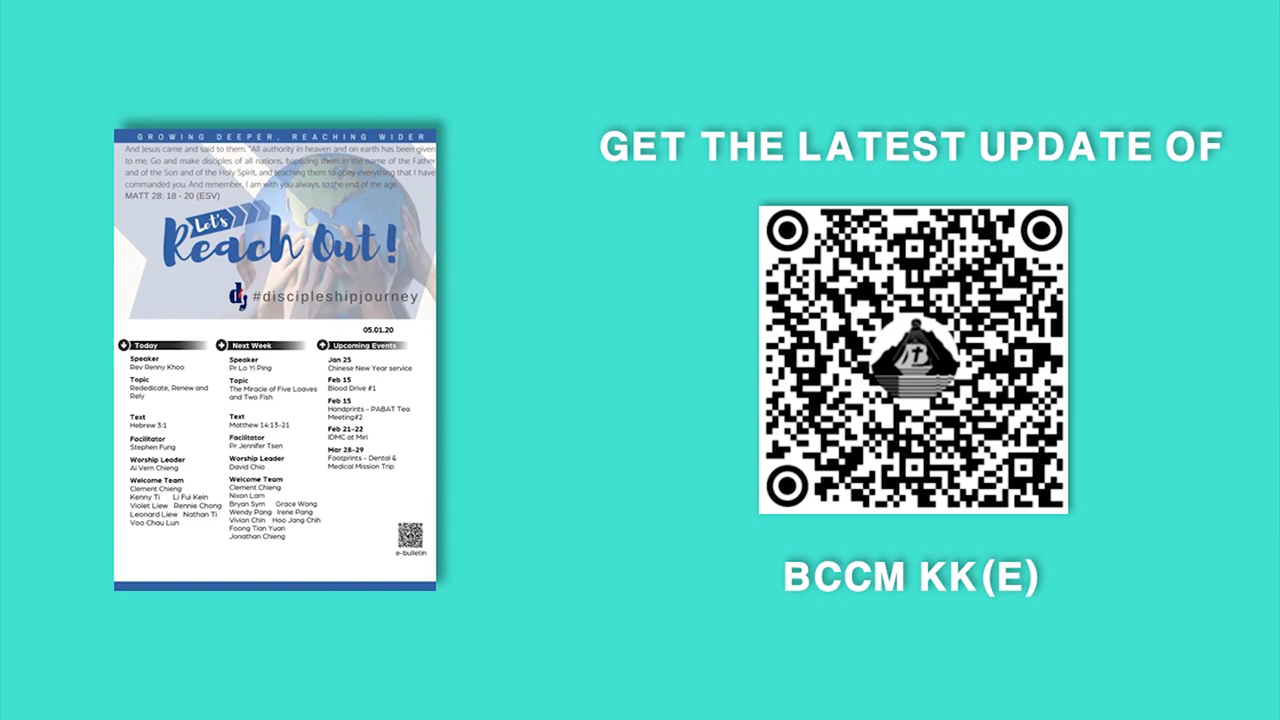 GROWING DEEPER, REACHING WIDER
And Jesus came and said to them. "All authority in heaven and on earth has been given
to me. Go and make disciples of all nations, baptizing them in the name of the Father
and of the Son and of the Holy Spirit, and teaching them to obey everything that I have
commanded you. And remember, I am with you always, to the end of the age.
MATT 28: 18 - 20 (ESV)
Let's
Reach Out!
dj #discipleshipjourney
05.01.20
Today
Speaker
Rev Renny Khoo
Topic
Rededicate, Renew and
Rely
Text
Hebrew 3:1
Facilitator
Stephen Fung
Worship Leader
Ai Vern Chieng
Welcome Team
Clement Chieng
Kenny Ti Li Fui Kein
Violet Liew Rennie Chong
Leonard Liew Nathan Ti
Voo Chau Lun
Next Week
Speaker
Pr Lo Yi Ping
Topic
The Miracle of Five Loaves
and Two Fish
Text
Matthew 14:13-21
Facilitator
Pr Jennifer Tsen
Worship Leader
David Chio
Welcome Team
Clement Chieng
Nixon Lam
Bryan Sym Grace Wong
Wendy Pang Irene Pang
Vivian Chin Hoo Jang Chih
Foong Tian Yuan
Jonathan Chieng
Upcoming Events
Jan 25
Chinese New Year service
Feb 15
Blood Drive #1
Feb 15
Handprints - PABAT Tea
Meeting#2
Feb 21-22
IDMC at Miri
Mar 28-29
Footprints - Dental &
Medical Mission Trip
e-bulletin
GET THE LATEST UPDATE OF
B
BCCM KK(E)